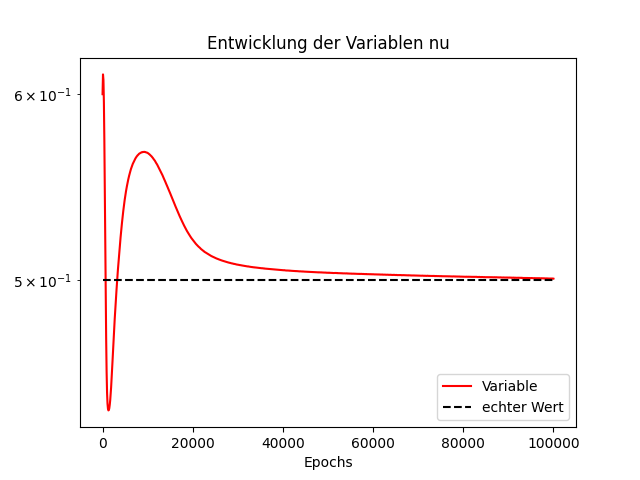 Entwicklung der Variablen nu
6 × 10⁻¹
5 × 10⁻¹
Variable
echter Wert
0 20000 40000 60000 80000 100000
Epochs